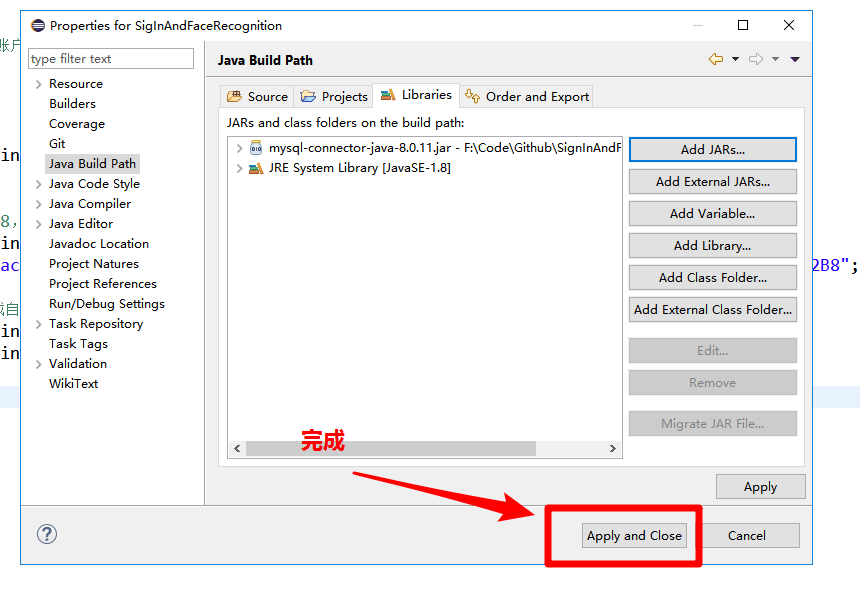 Properties for SigInAndFaceRecognition
账户
type filter text
Java Build Path
Resource
Builders
Coverage
Git
Java Build Path
Java Code Style
Java Compiler
Java Editor
Javadoc Location
Project Natures
Project References
Run/Debug Settings
Task Repository
Task Tags
Validation
WikiText
in
8,
in
ac
in
in
Source
Projects
Libraries
Order and Export
JARs and class folders on the build path:
mysql-connector-java-8.0.11.jar - F:\Code\Github\SignInAndF
JRE System Library [JavaSE-1.8]
Add JARs...
Add External JARs...
Add Variable...
Add Library...
Add Class Folder...
Add External Class Folder...
Edit...
Remove
Migrate JAR File...
2B8";
完成
Apply
?
Apply and Close
Cancel